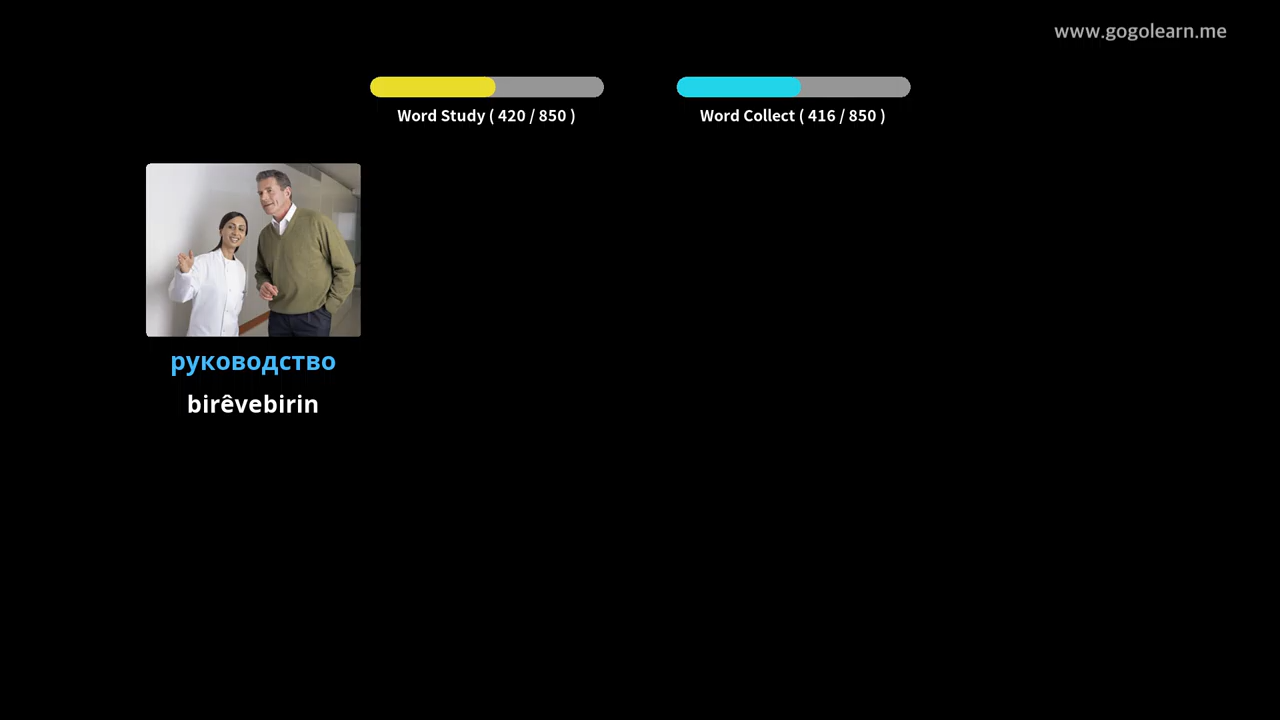 www.gogolearn.me
Word Study ( 420 / 850 )
Word Collect ( 416 / 850 )
руководство
birêvebirin